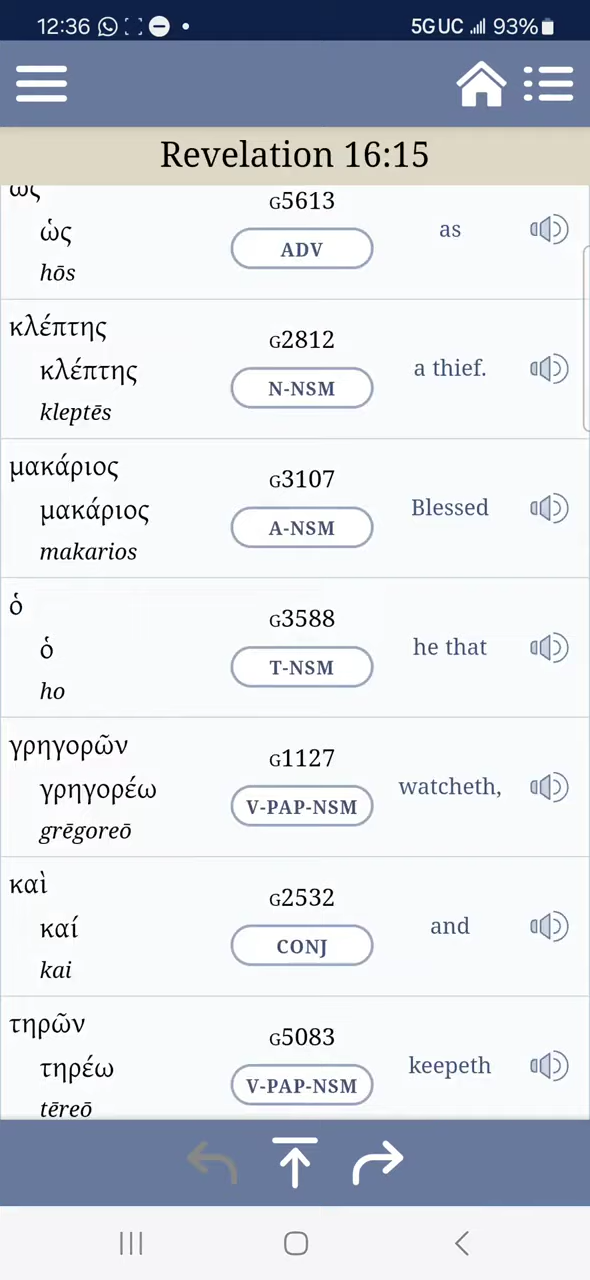 12:36
5G UC 93%
Revelation 16:15
ὡς
G5613
ὡς
ADV
as
hōs
κλέπτης
G2812
κλέπτης
N-NSM
a thief.
kleptēs
μακάριος
G3107
μακάριος
A-NSM
Blessed
makarios
ὁ
G3588
ὁ
T-NSM
he that
ho
γρηγορῶν
G1127
γρηγορέω
V-PAP-NSM
watcheth,
grēgoreō
καὶ
G2532
καί
CONJ
and
kai
τηρῶν
G5083
τηρέω
V-PAP-NSM
keepeth
tēreō